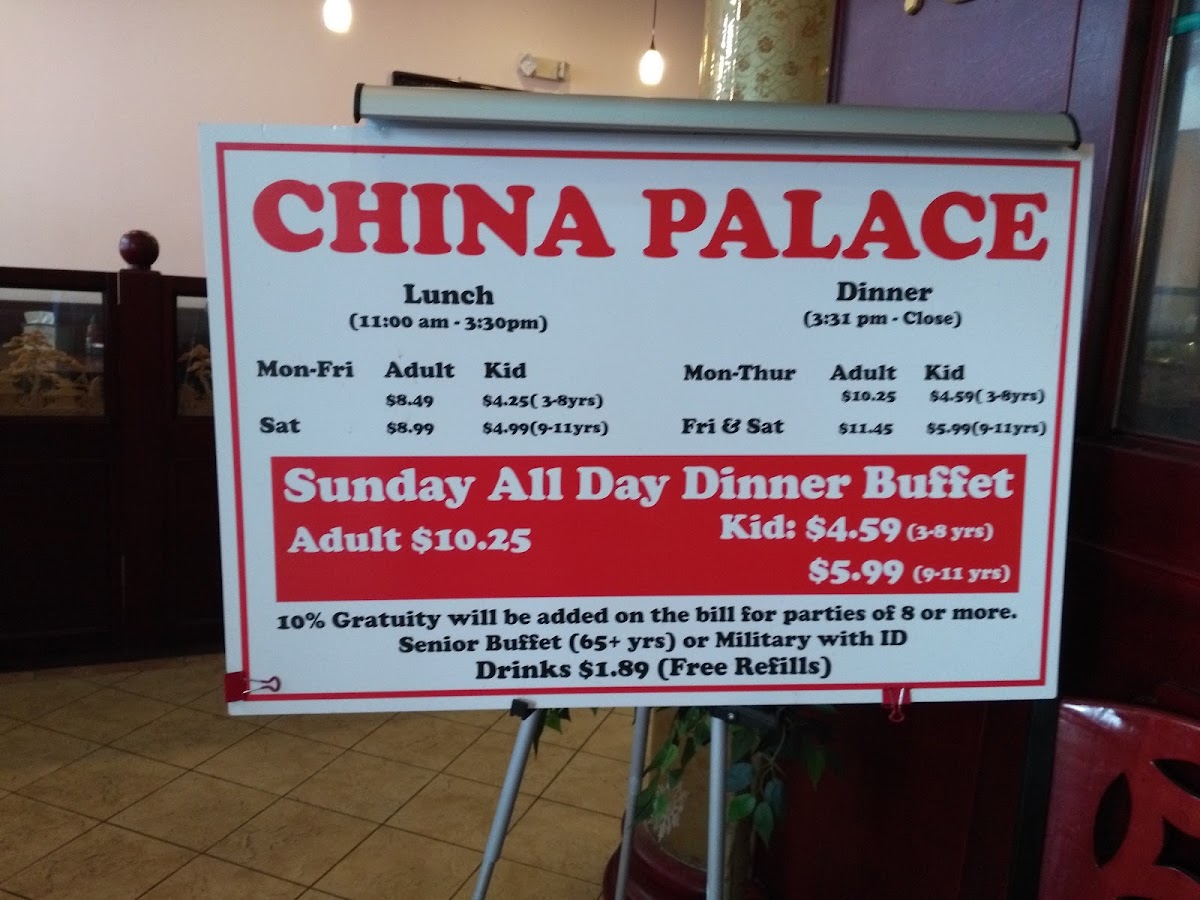 CHINA PALACE
Lunch
(11:00 am - 3:30pm)
Mon-Fri Adult Kid
$8.49 $4.25( 3-8yrs)
Sat $8.99 $4.99(9-11yrs)
Dinner
(3:31 pm - Close)
Mon-Thur Adult Kid
$10.25 $4.59( 3-8yrs)
Fri & Sat $11.45 $5.99(9-11yrs)
Sunday All Day Dinner Buffet
Adult $10.25 Kid: $4.59 (3-8 yrs)
$5.99 (9-11 yrs)
10% Gratuity will be added on the bill for parties of 8 or more.
Senior Buffet (65+ yrs) or Military with ID
Drinks $1.89 (Free Refills)